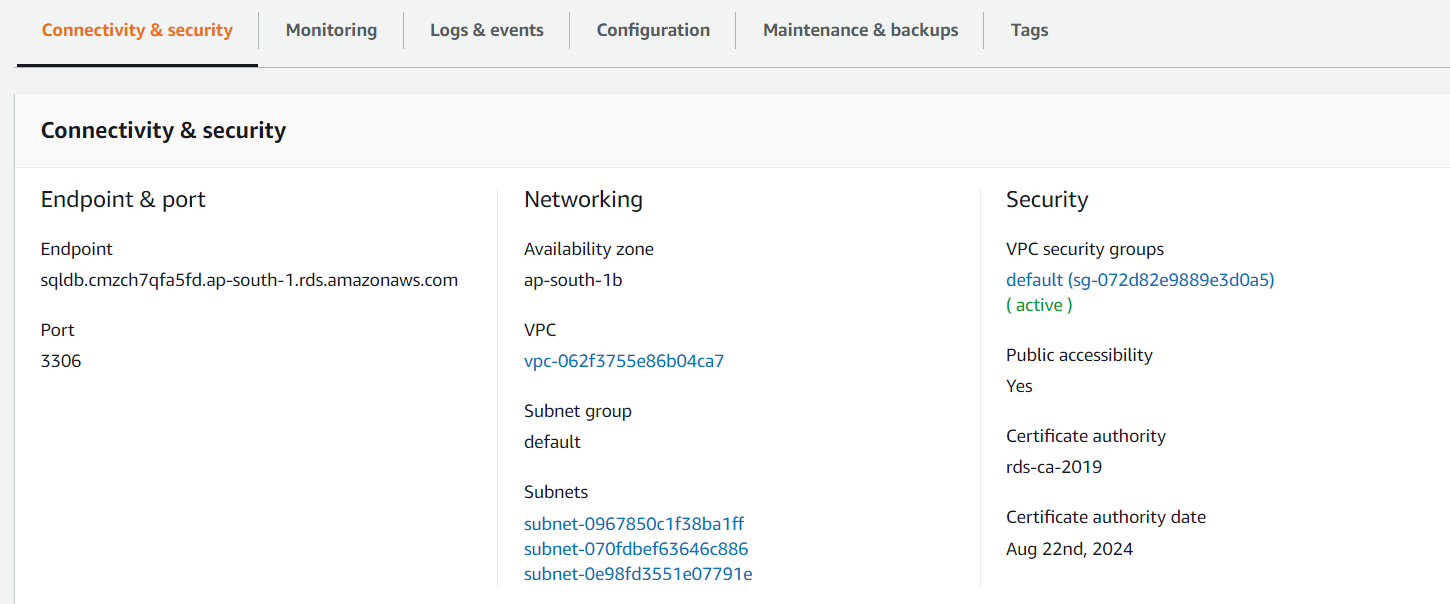 Connectivity & security
Monitoring
Logs & events
Configuration
Maintenance & backups
Tags
Connectivity & security
Endpoint & port
Endpoint
sqldb.cmzch7qfa5fd.ap-south-1.rds.amazonaws.com
Port
3306
Networking
Availability zone
ap-south-1b
VPC
vpc-062f3755e86b04ca7
Subnet group
default
Subnets
subnet-0967850c1f38ba1ff
subnet-070fdbef63646c886
subnet-0e98fd3551e07791e
Security
VPC security groups
default (sg-072d82e9889e3d0a5)
( active )
Public accessibility
Yes
Certificate authority
rds-ca-2019
Certificate authority date
Aug 22nd, 2024